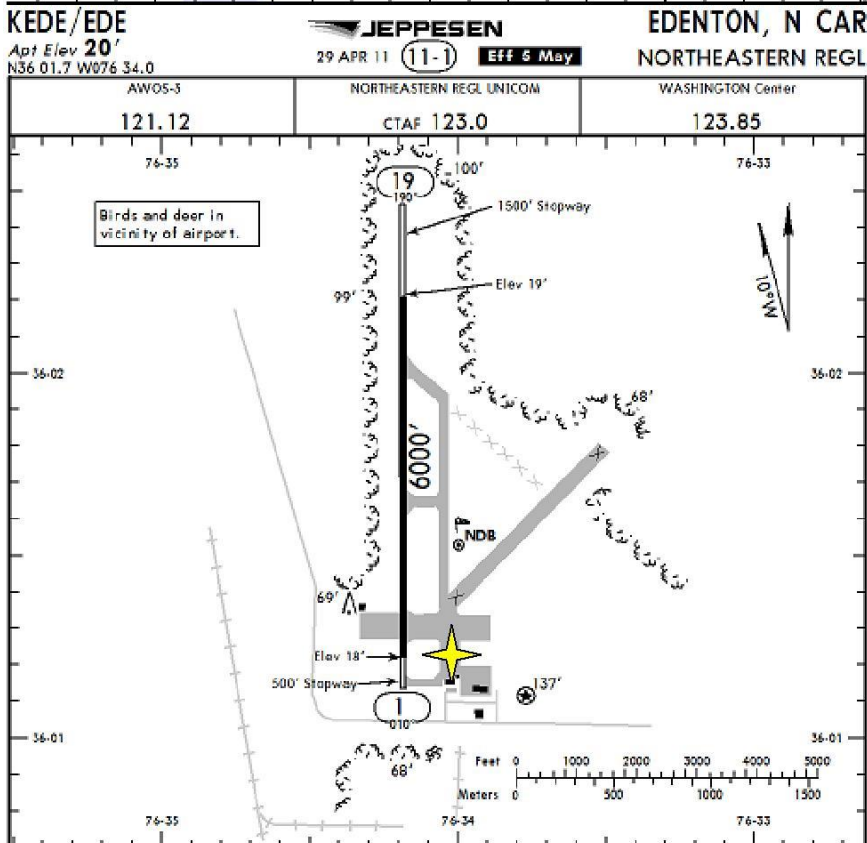 KEDE/EDE
Apt Elev 20'
N36 01.7 W076 34.0
JEPPESEN
29 APR 11 11-1 Eff 5 May
EDENTON, N CAR
NORTHEASTERN REGL
AWOS-3
121.12
NORTHEASTERN REGL UNICOM
CTAF 123.0
WASHINGTON Center
123.85
76-35
76-34
76-33
100'
19
190°
1500' Stopway
Birds and deer in
vicinity of airport.
Elev 19'
99'
10°W
36-02
36-02
68'
6000'
NDB
69'
Elev 18'
500' Stopway
137'
1
010°
36-01
36-01
68'
Feet 0 1000 2000 3000 4000 5000
Meters 0 500 1000 1500
76-35
76-34
76-33